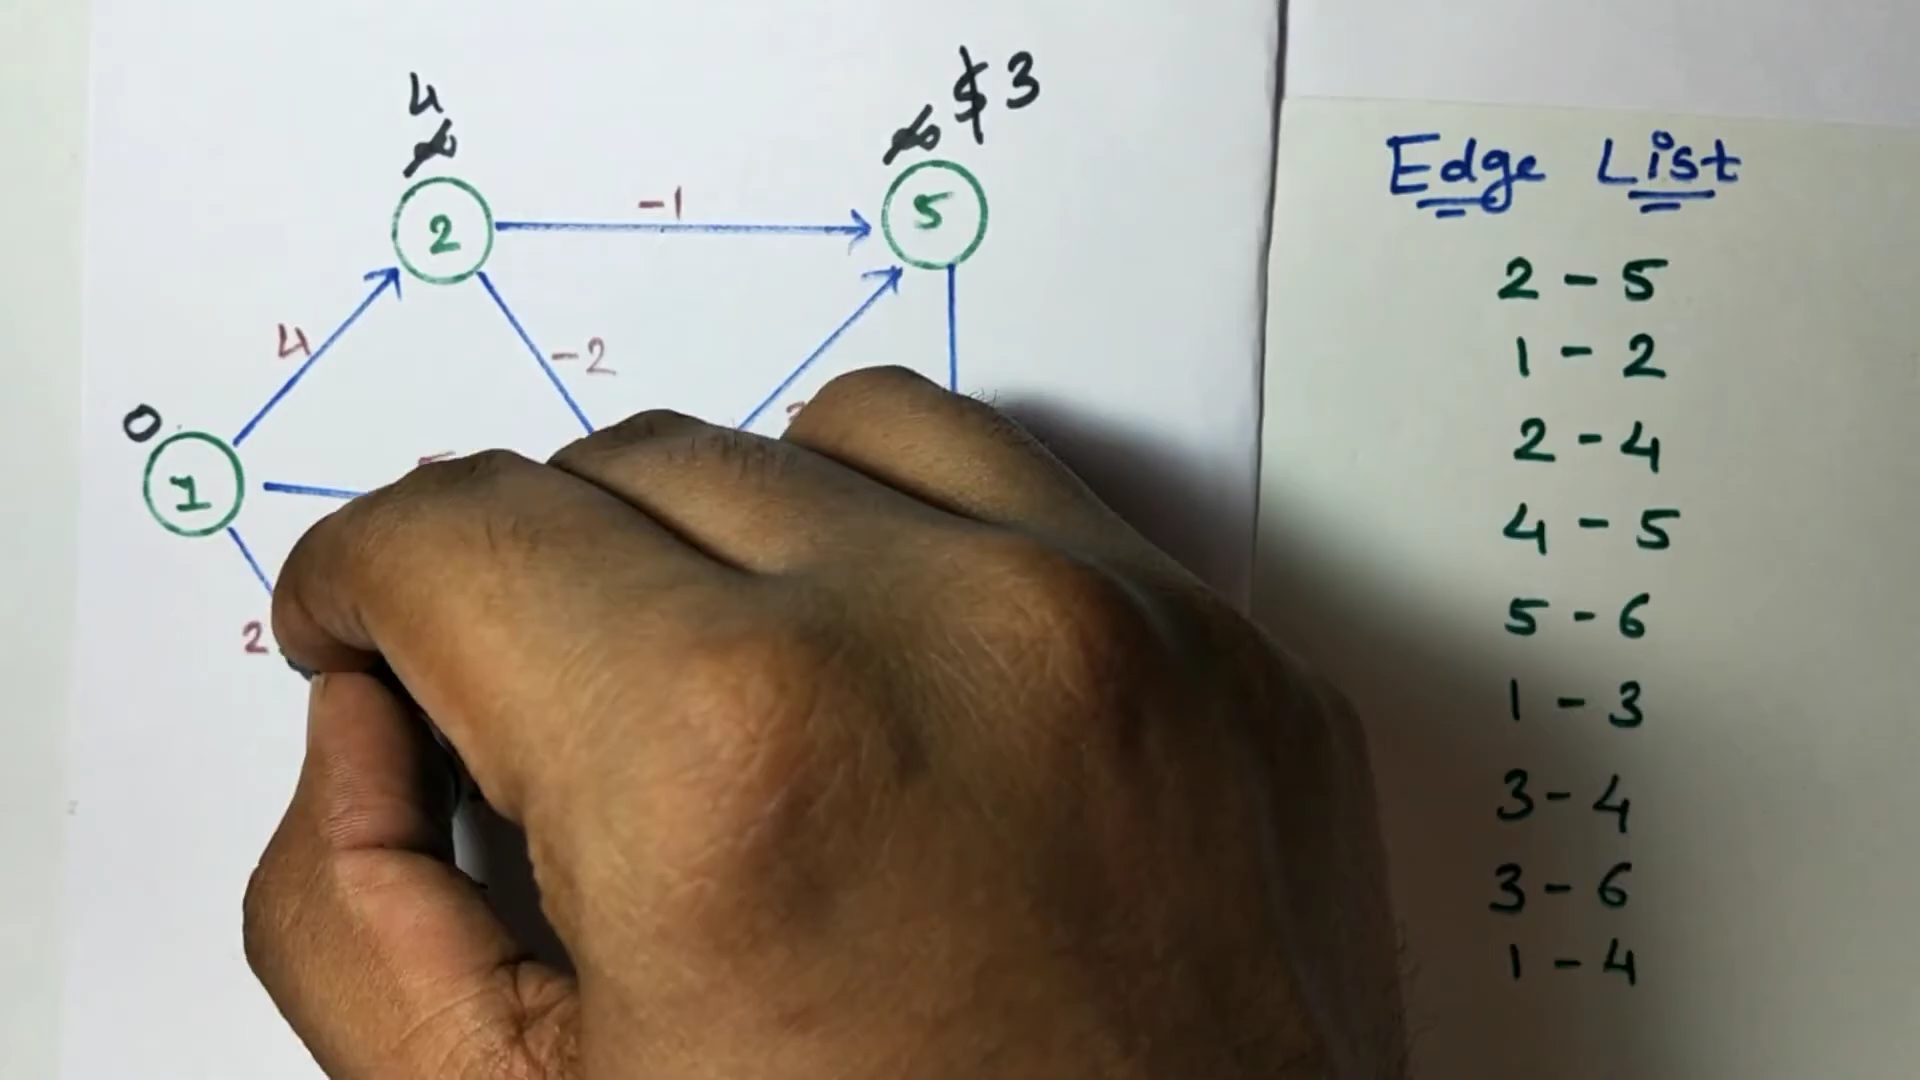 4
∞ $ 3
∞
-1
2
5
4
-2
0
1
2
Edge List
2 - 5
1 - 2
2 - 4
4 - 5
5 - 6
1 - 3
3 - 4
3 - 6
1 - 4